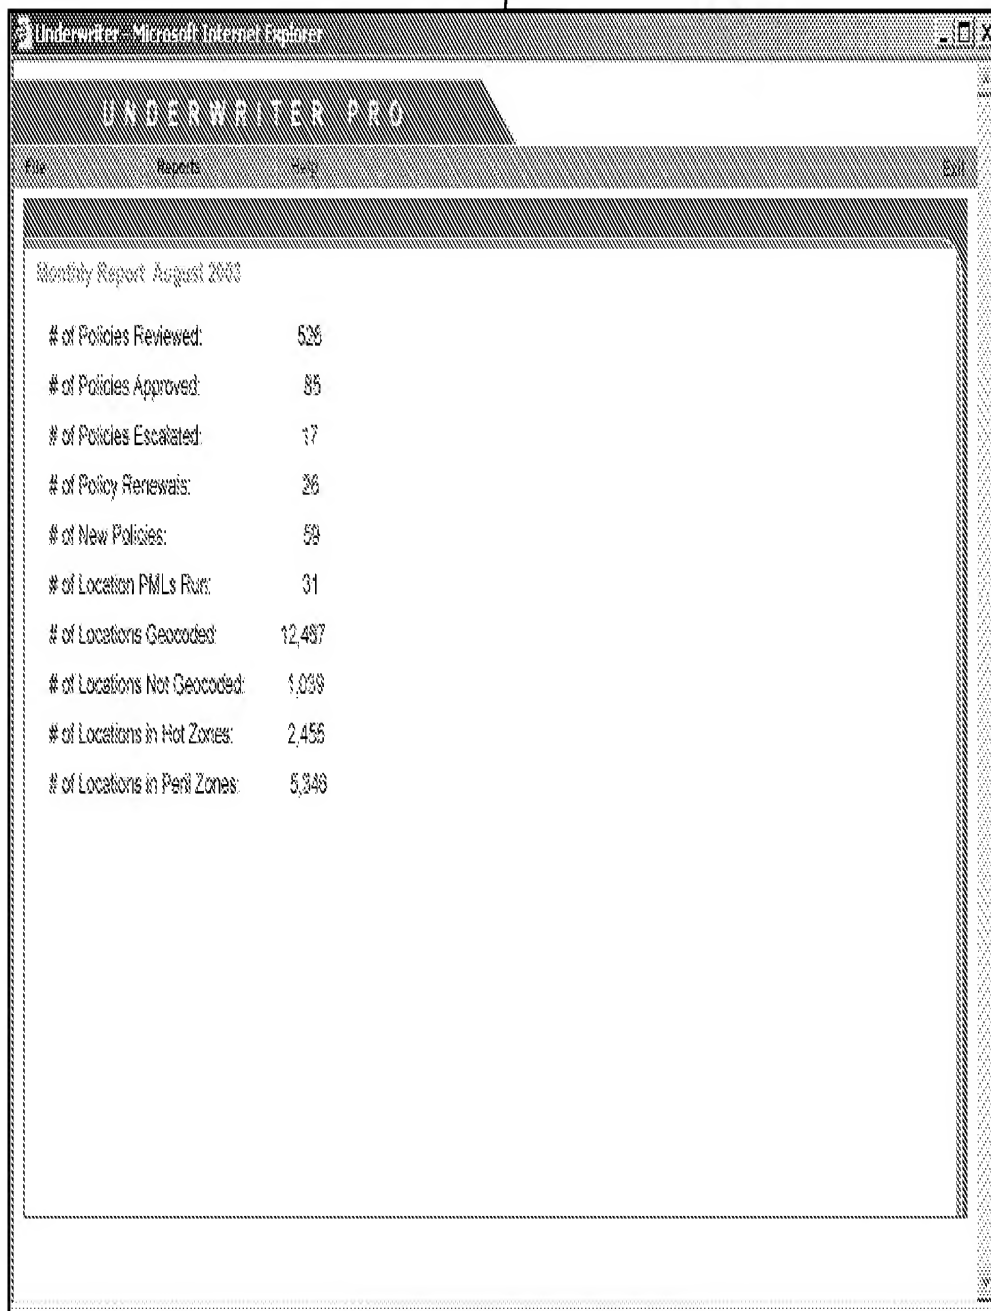 Underwriter - Microsoft Internet Explorer
UNDERWRITER PRO
File Reports Help Exit
Monthly Report August 2003
# of Policies Reviewed: 526
# of Policies Approved: 85
# of Policies Escalated: 17
# of Policy Renewals: 26
# of New Policies: 59
# of Location PMLs Run: 31
# of Locations Geocoded: 12,487
# of Locations Not Geocoded: 1,039
# of Locations in Hot Zones: 2,456
# of Locations in Peril Zones: